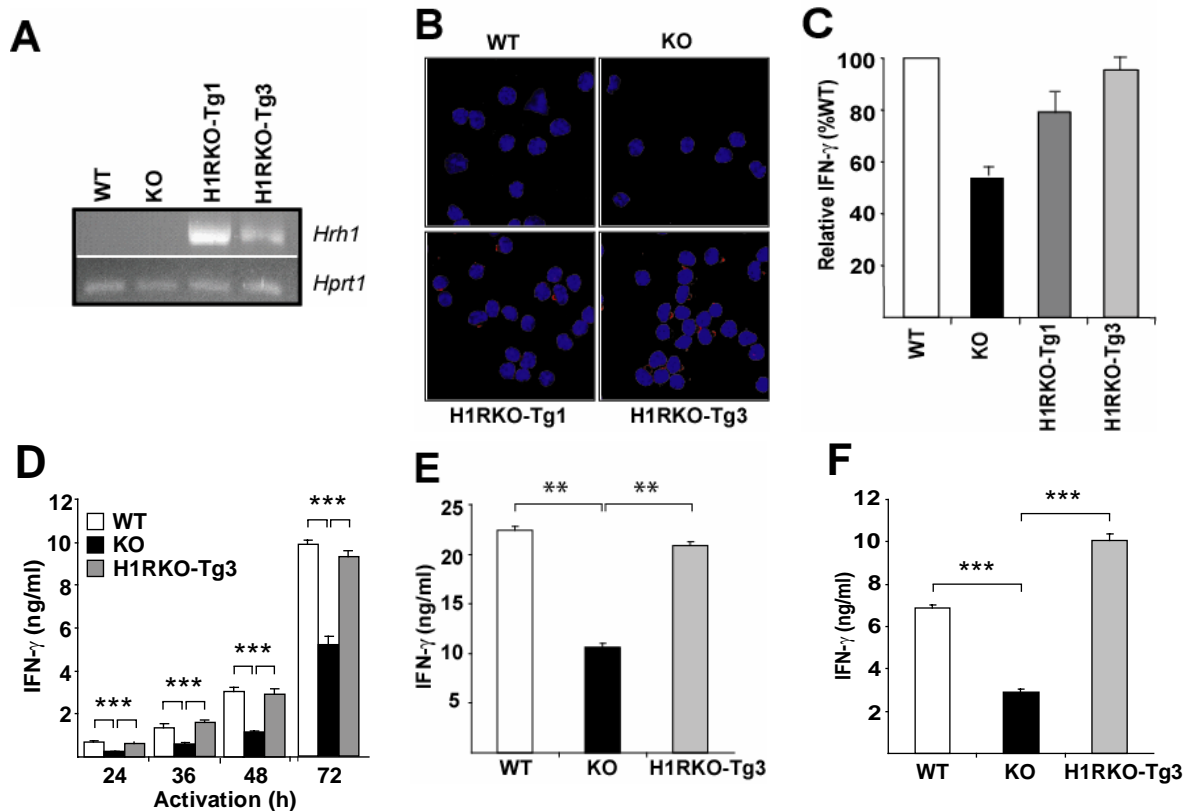 A
WT
KO
H1RKO-Tg1
H1RKO-Tg3
Hrh1
Hprt1
B
WT
KO
H1RKO-Tg1
H1RKO-Tg3
C
Relative IFN-γ (%WT)
100
80
60
40
20
WT
KO
H1RKO-Tg1
H1RKO-Tg3
D
IFN-γ (ng/ml)
12
10
8
6
4
2
WT
KO
H1RKO-Tg3
***
***
***
***
24
36
48
72
Activation (h)
E
IFN-γ (ng/ml)
25
20
15
10
5
**
**
WT
KO
H1RKO-Tg3
F
IFN-γ (ng/ml)
12
10
8
6
4
2
***
***
WT
KO
H1RKO-Tg3